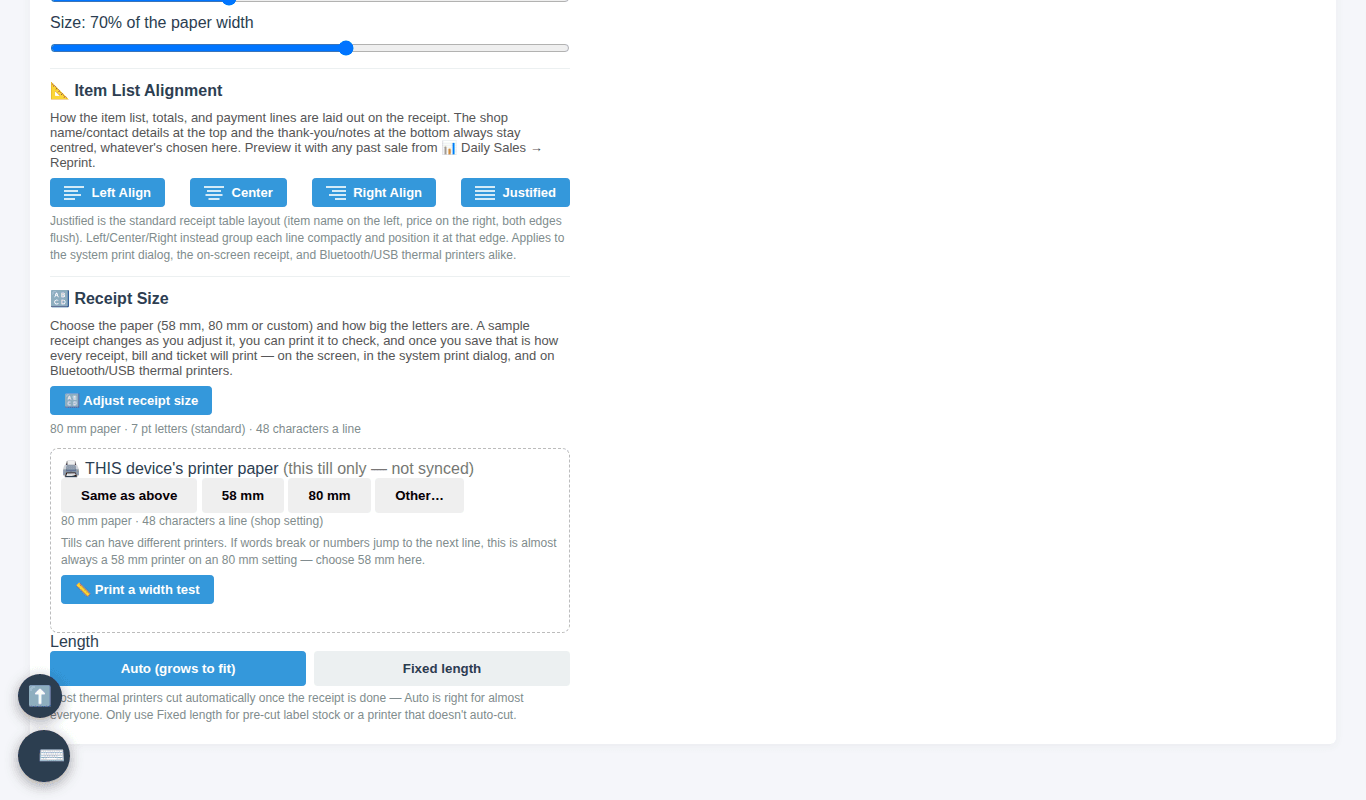 Size: 70% of the paper width
Item List Alignment
How the item list, totals, and payment lines are laid out on the receipt. The shop
name/contact details at the top and the thank-you/notes at the bottom always stay
centred, whatever's chosen here. Preview it with any past sale from 📊 Daily Sales →
Reprint.
Left Align
Center
Right Align
Justified
Justified is the standard receipt table layout (item name on the left, price on the right, both edges
flush). Left/Center/Right instead group each line compactly and position it at that edge. Applies to
the system print dialog, the on-screen receipt, and Bluetooth/USB thermal printers alike.
Receipt Size
Choose the paper (58 mm, 80 mm or custom) and how big the letters are. A sample
receipt changes as you adjust it, you can print it to check, and once you save that is how
every receipt, bill and ticket will print — on the screen, in the system print dialog, and on
Bluetooth/USB thermal printers.
Adjust receipt size
80 mm paper · 7 pt letters (standard) · 48 characters a line
THIS device's printer paper (this till only — not synced)
Same as above
58 mm
80 mm
Other…
80 mm paper · 48 characters a line (shop setting)
Tills can have different printers. If words break or numbers jump to the next line, this is almost
always a 58 mm printer on an 80 mm setting — choose 58 mm here.
Print a width test
Length
Auto (grows to fit)
Fixed length
ost thermal printers cut automatically once the receipt is done — Auto is right for almost
everyone. Only use Fixed length for pre-cut label stock or a printer that doesn't auto-cut.